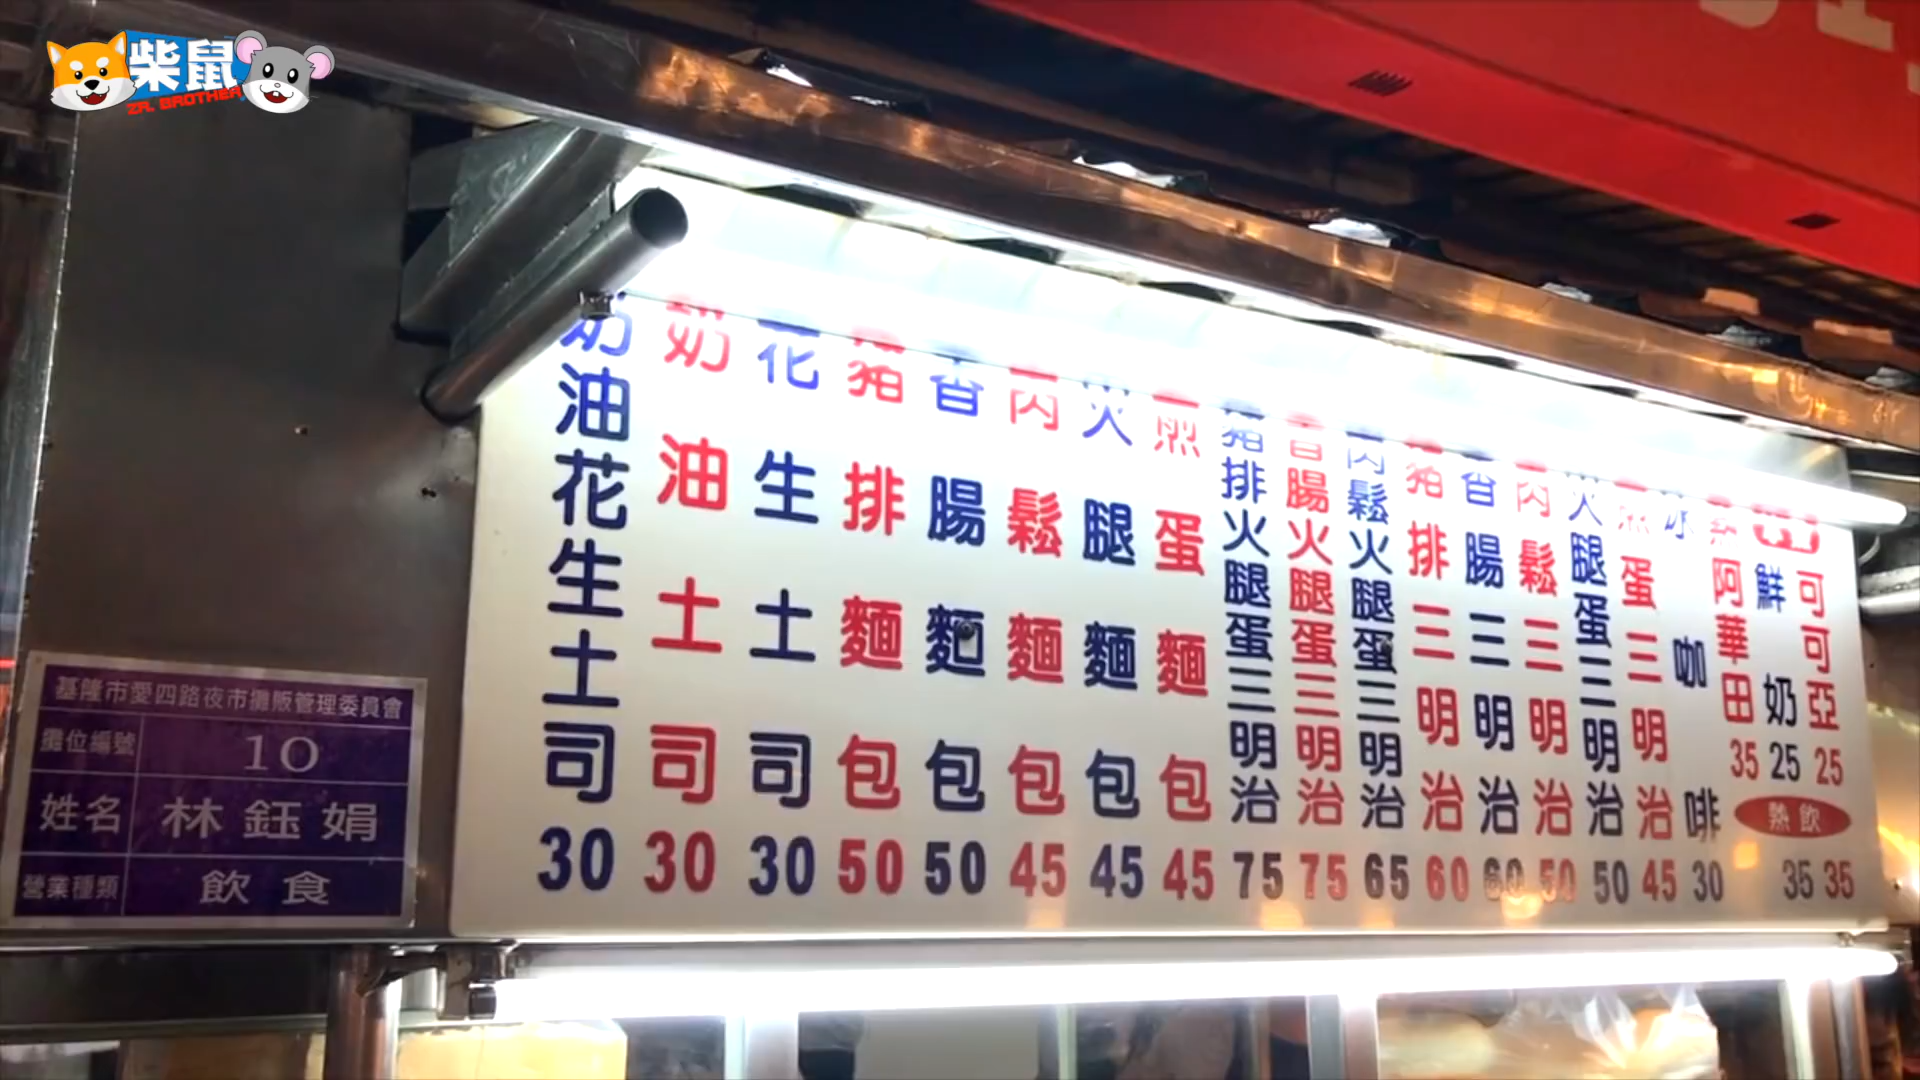 柴鼠
ZR. BROTHER
基隆市愛四路夜市攤販管理委員會
攤位編號 10
姓名 林鈺娟
營業種類 飲食
奶油花生土司 30
奶油土司 30
花生土司 30
豬排麵包 50
香腸麵包 50
肉鬆麵包 45
火腿麵包 45
煎蛋麵包 45
豬排火腿蛋三明治 75
香腸火腿蛋三明治 75
肉鬆火腿蛋三明治 65
豬排三明治 60
香腸三明治 60
肉鬆三明治 50
火腿蛋三明治 50
煎蛋三明治 45
冰咖啡 30
阿華田 35
鮮奶 25
可可亞 25
熱飲
35
35